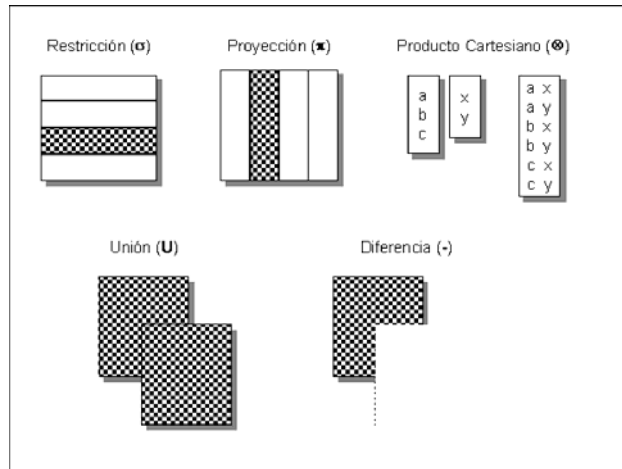 Restricción (σ)
Proyección (π)
Producto Cartesiano (⊗)
a
b
c
x
y
a x
a y
b x
b y
c x
c y
Unión (U)
Diferencia (-)